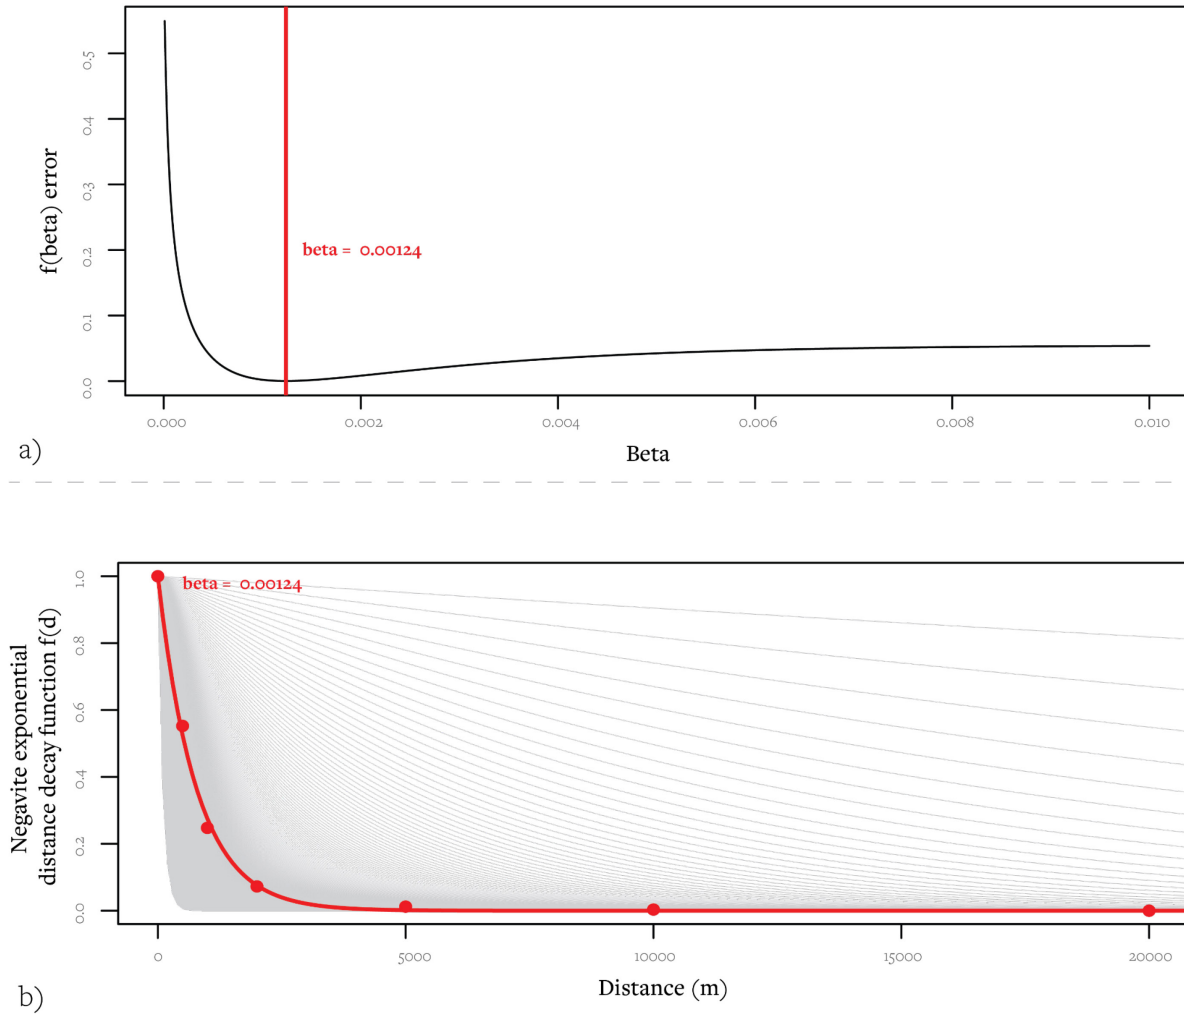 f(beta) error
0.5
0.4
0.3
0.2
0.1
0.0
beta = 0.00124
0.000 0.002 0.004 0.006 0.008 0.010
Beta
a)
Negavite exponential
distance decay function f(d)
1.0
0.8
0.6
0.4
0.2
0.0
beta = 0.00124
0 5000 10000 15000 20000
Distance (m)
b)